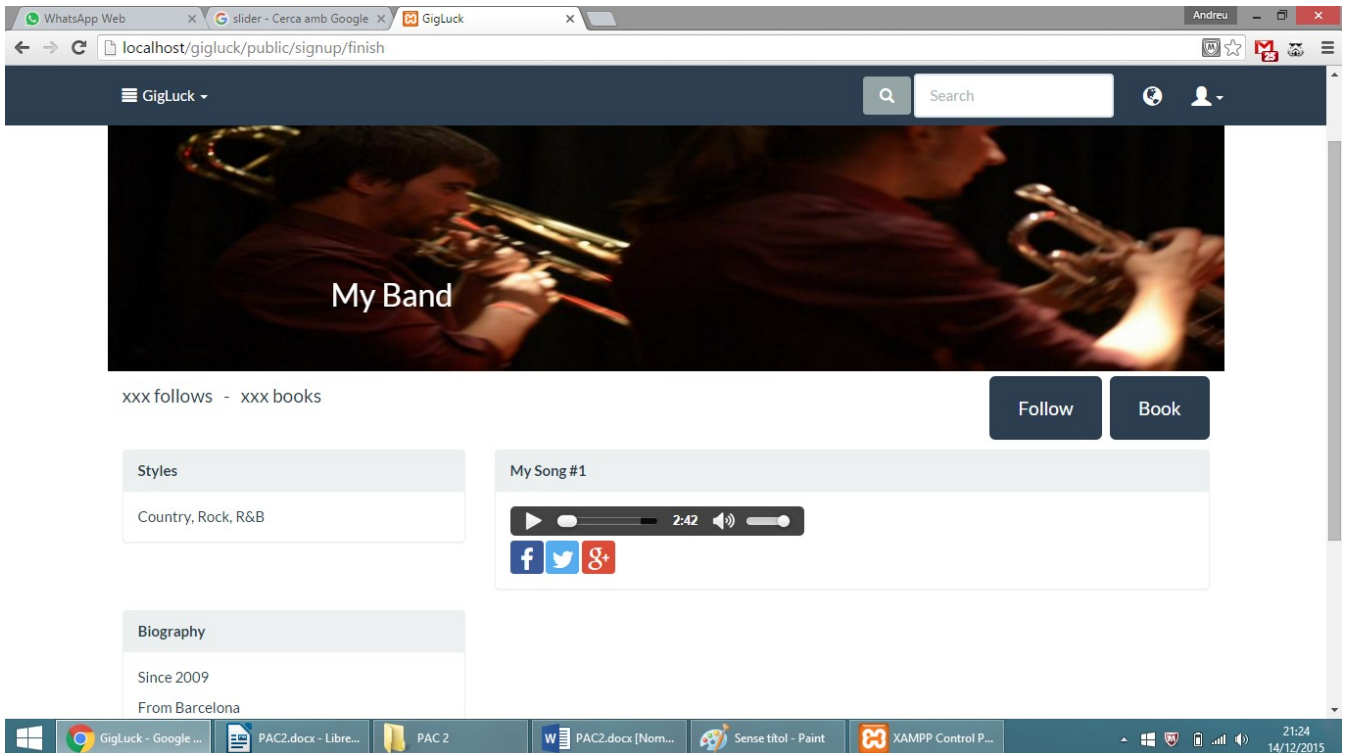 WhatsApp Web
slider - Cerca amb Google
GigLuck
Andreu
localhost/gigluck/public/signup/finish
25
GigLuck
Search
My Band
xxx follows - xxx books
Follow
Book
Styles
My Song #1
Country, Rock, R&B
2:42
Biography
Since 2009
From Barcelona
GigLuck - Google ...
PAC2.docx - Libre...
PAC 2
PAC2.docx [Nom...
Sense títol - Paint
XAMPP Control P...
21:24
14/12/2015